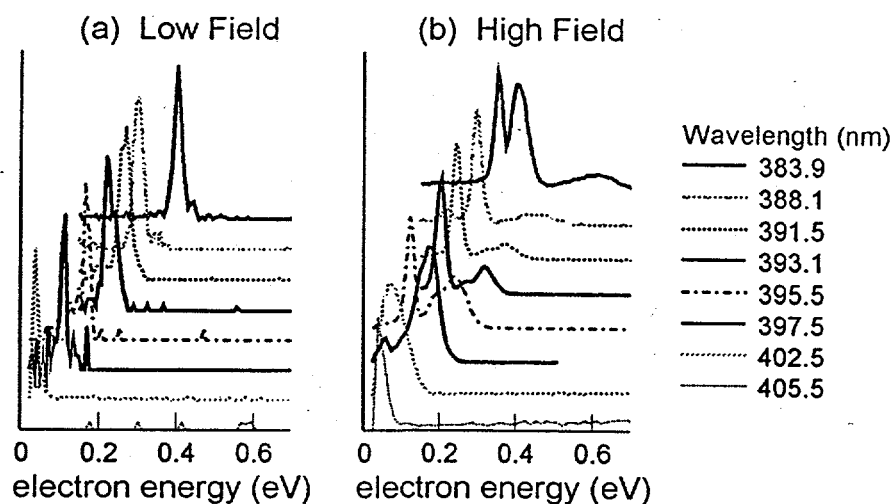 (a) Low Field
(b) High Field
Wavelength (nm)
383.9
388.1
391.5
393.1
395.5
397.5
402.5
405.5
0 0.2 0.4 0.6
0 0.2 0.4 0.6
electron energy (eV)
electron energy (eV)